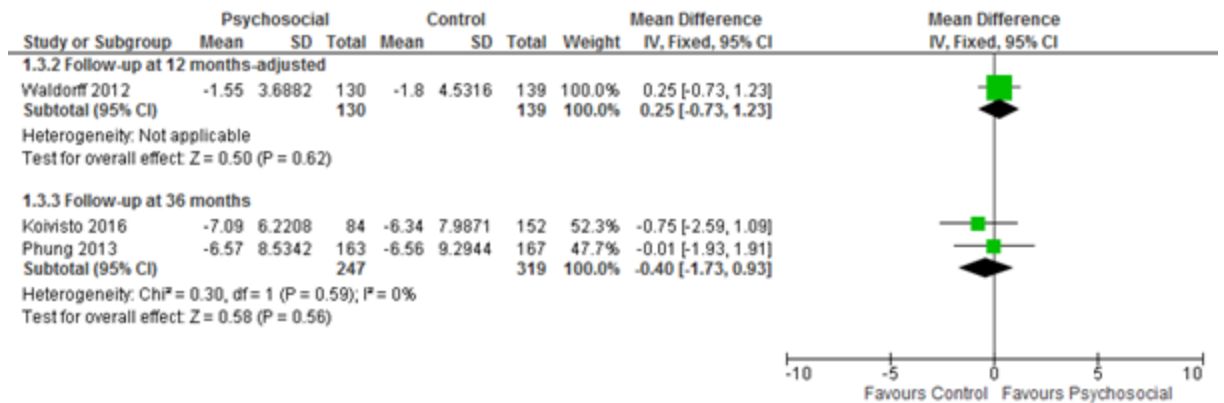 Psychosocial Control Mean Difference Mean Difference
Study or Subgroup Mean SD Total Mean SD Total Weight IV, Fixed, 95% CI IV, Fixed, 95% CI
1.3.2 Follow-up at 12 months-adjusted
Waldorff 2012 -1.55 3.6882 130 -1.8 4.5316 139 100.0% 0.25 [-0.73, 1.23]
Subtotal (95% CI) 130 139 100.0% 0.25 [-0.73, 1.23]
Heterogeneity: Not applicable
Test for overall effect: Z = 0.50 (P = 0.62)
1.3.3 Follow-up at 36 months
Koivisto 2016 -7.09 6.2208 84 -6.34 7.9871 152 52.3% -0.75 [-2.59, 1.09]
Phung 2013 -6.57 8.5342 163 -6.56 9.2944 167 47.7% -0.01 [-1.93, 1.91]
Subtotal (95% CI) 247 319 100.0% -0.40 [-1.73, 0.93]
Heterogeneity: Chi² = 0.30, df = 1 (P = 0.59); I² = 0%
Test for overall effect: Z = 0.58 (P = 0.56)
-10 -5 0 5 10
Favours Control Favours Psychosocial